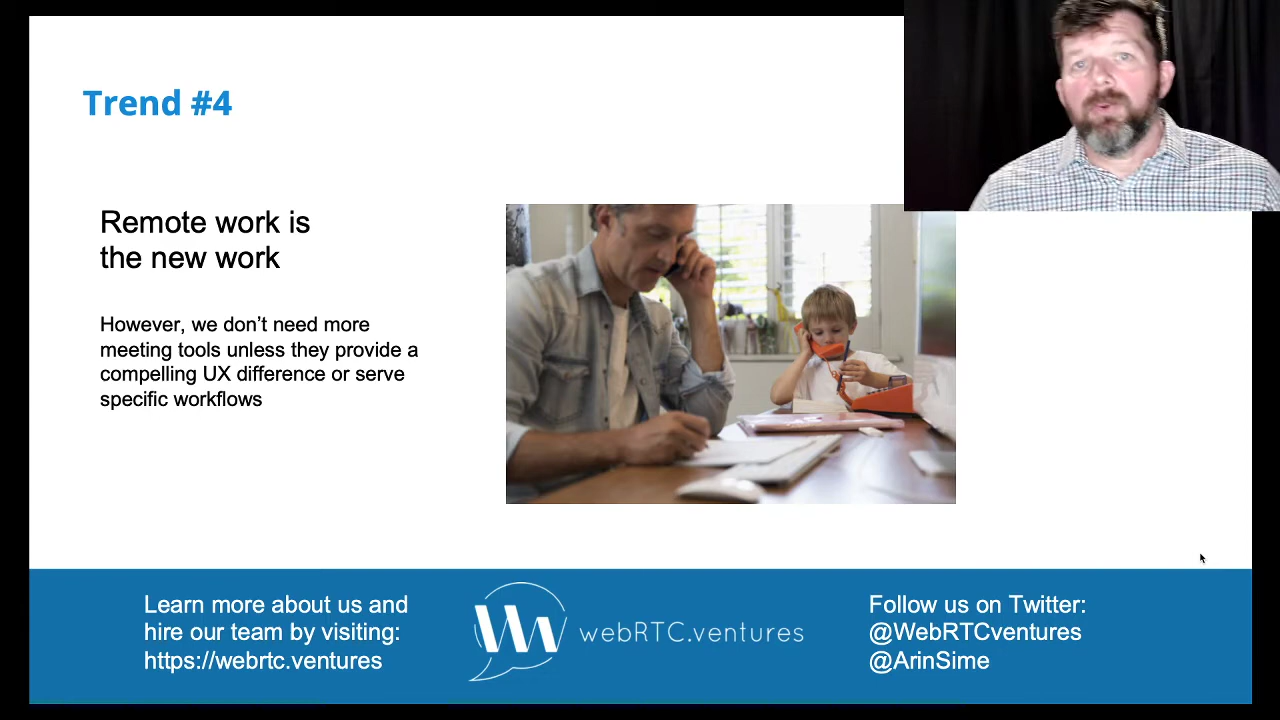 Trend #4
Remote work is
the new work
However, we don’t need more
meeting tools unless they provide a
compelling UX difference or serve
specific workflows
Learn more about us and
hire our team by visiting:
https://webrtc.ventures
webRTC.ventures
Follow us on Twitter:
@WebRTCventures
@ArinSime